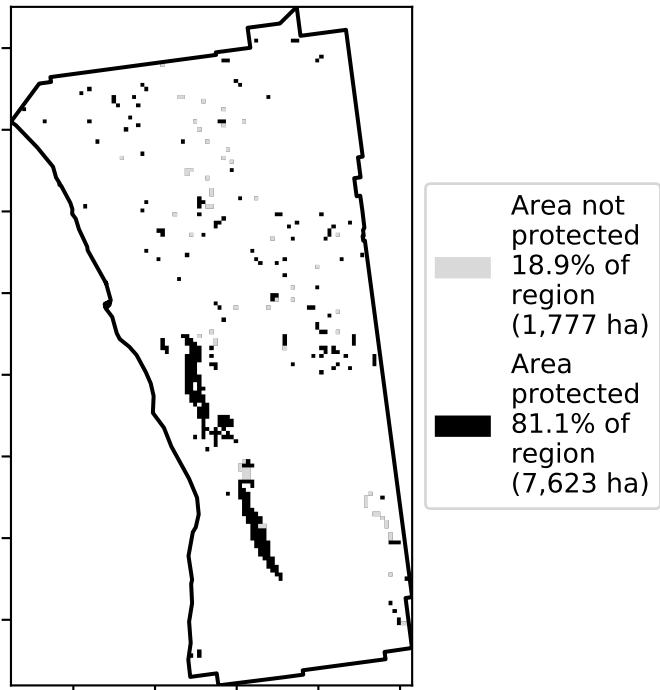 Area not
protected
18.9% of
region
(1,777 ha)
Area
protected
81.1% of
region
(7,623 ha)